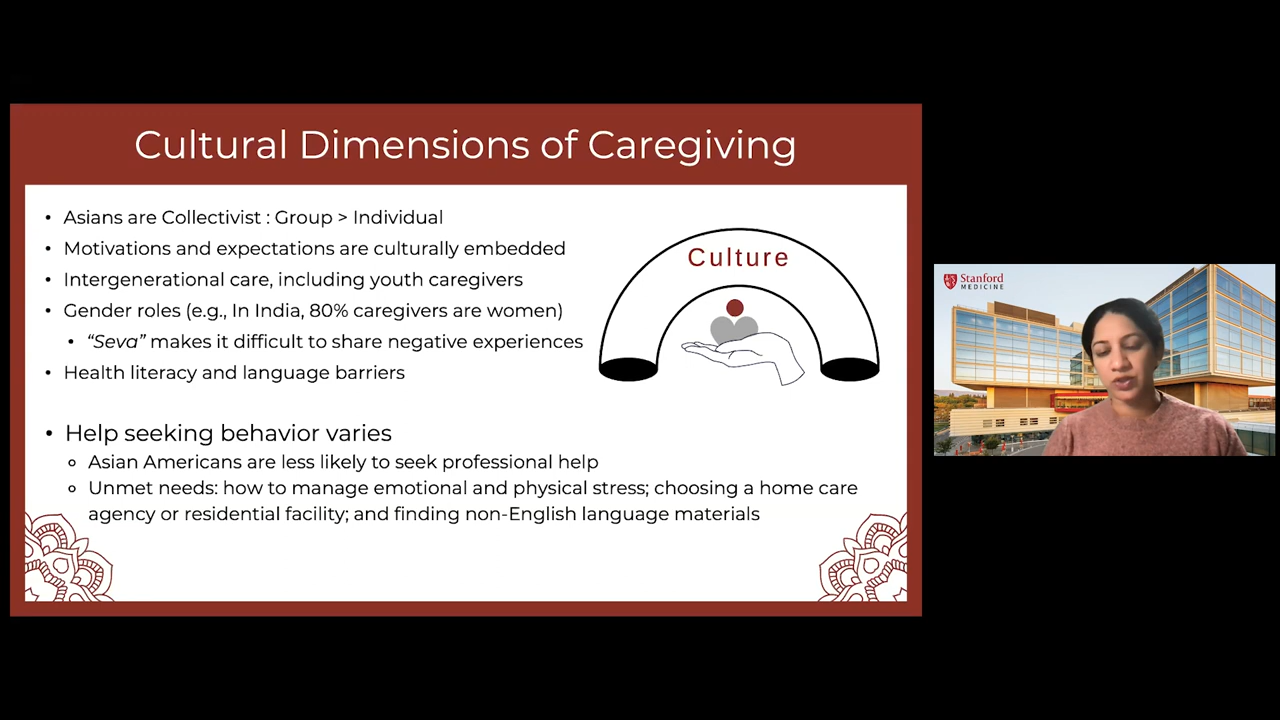 Cultural Dimensions of Caregiving
• Asians are Collectivist : Group > Individual
• Motivations and expectations are culturally embedded
• Intergenerational care, including youth caregivers
• Gender roles (e.g., In India, 80% caregivers are women)
• “Seva” makes it difficult to share negative experiences
• Health literacy and language barriers
Culture
• Help seeking behavior varies
◦ Asian Americans are less likely to seek professional help
◦ Unmet needs: how to manage emotional and physical stress; choosing a home care
agency or residential facility; and finding non-English language materials
Stanford
MEDICINE